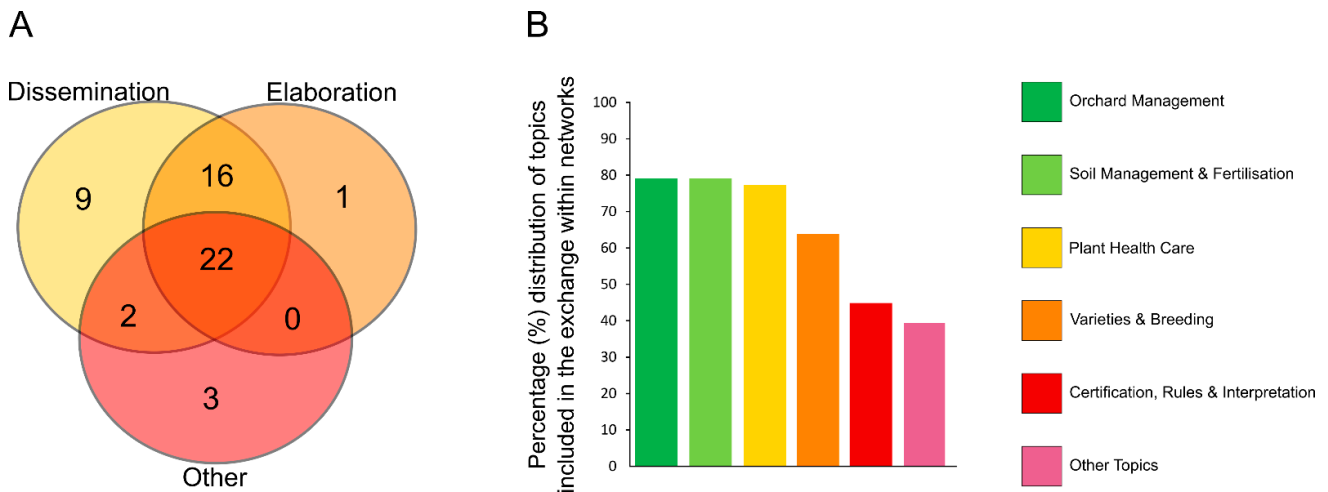 A
Dissemination
Elaboration
9
16
1
22
2
0
3
Other
B
Percentage (%) distribution of topics
included in the exchange within networks
100
90
80
70
60
50
40
30
20
10
0
Orchard Management
Soil Management & Fertilisation
Plant Health Care
Varieties & Breeding
Certification, Rules & Interpretation
Other Topics